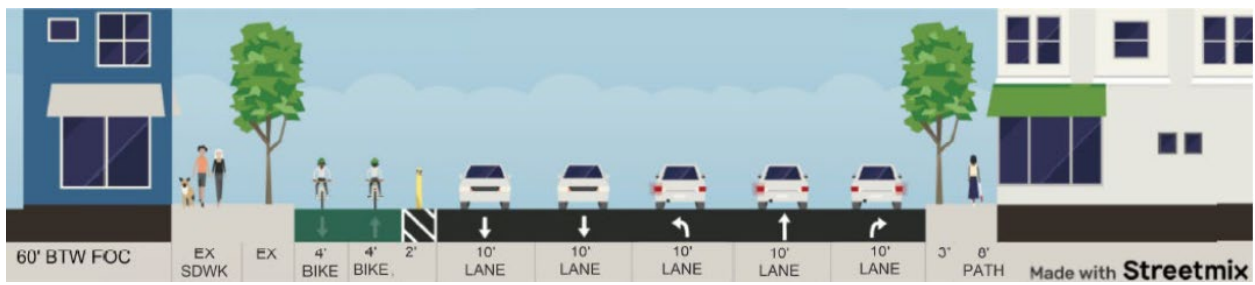 60' BTW FOC
EX
SDWK
EX
4'
BIKE
4'
BIKE,
2'
10'
LANE
10'
LANE
10'
LANE
10'
LANE
10'
LANE
3'
8'
PATH
Made with Streetmix